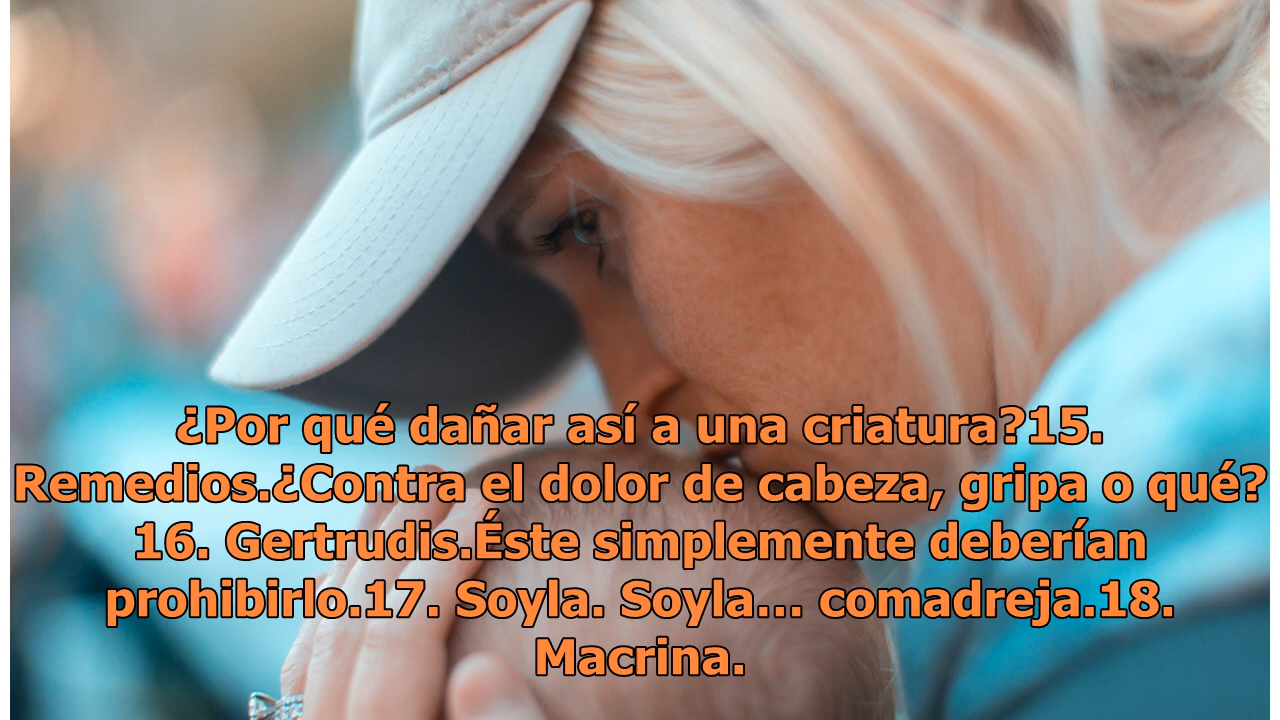 ¿Por qué dañar así a una criatura?15.
Remedios.¿Contra el dolor de cabeza, gripa o qué?
16. Gertrudis.Éste simplemente deberían
prohibirlo.17. Soyla. Soyla... comadreja.18.
Macrina.